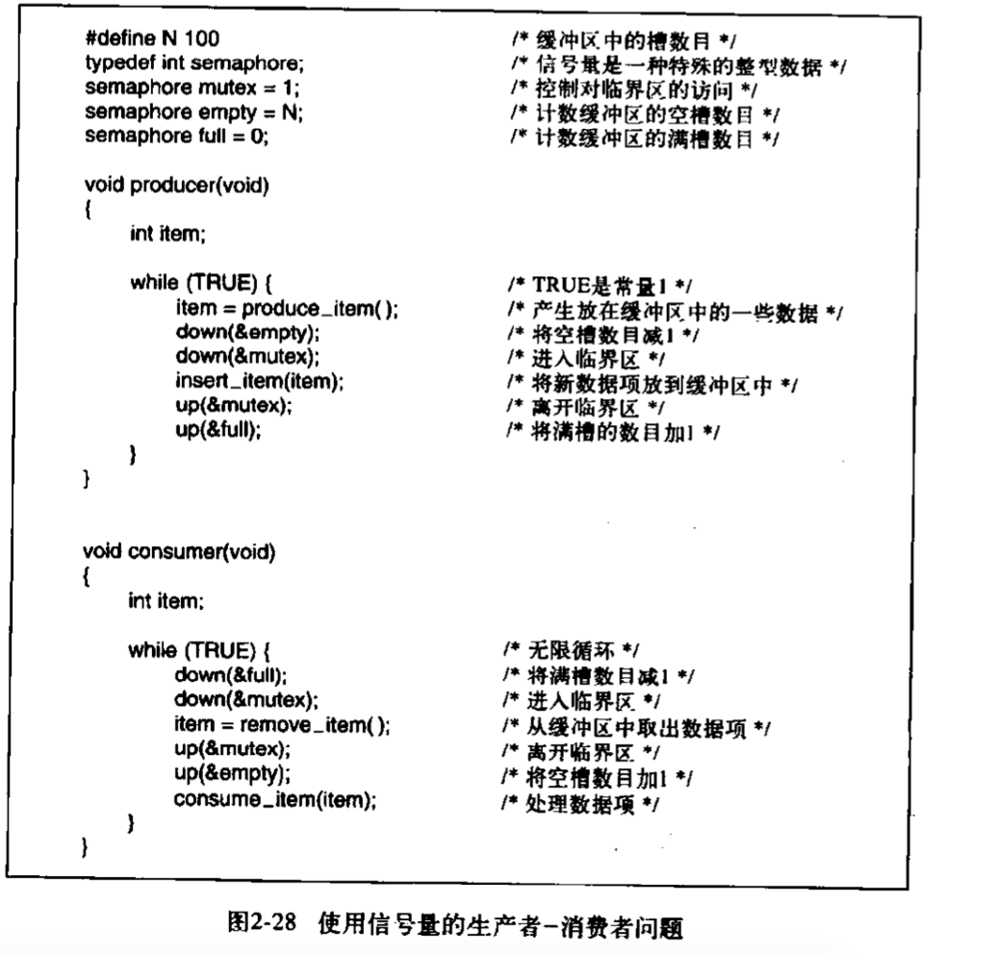 #define N 100 /* 缓冲区中的槽数目 */
typedef int semaphore; /* 信号量是一种特殊的整型数据 */
semaphore mutex = 1; /* 控制对临界区的访问 */
semaphore empty = N; /* 计数缓冲区的空槽数目 */
semaphore full = 0; /* 计数缓冲区的满槽数目 */
void producer(void)
{
int item;
while (TRUE) { /* TRUE是常量1 */
item = produce_item( ); /* 产生放在缓冲区中的一些数据 */
down(&empty); /* 将空槽数目减1 */
down(&mutex); /* 进入临界区 */
insert_item(item); /* 将新数据项放到缓冲区中 */
up(&mutex); /* 离开临界区 */
up(&full); /* 将满槽的数目加1 */
}
}
void consumer(void)
{
int item;
while (TRUE) { /* 无限循环 */
down(&full); /* 将满槽数目减1 */
down(&mutex); /* 进入临界区 */
item = remove_item( ); /* 从缓冲区中取出数据项 */
up(&mutex); /* 离开临界区 */
up(&empty); /* 将空槽数目加1 */
consume_item(item); /* 处理数据项 */
}
}
图2-28 使用信号量的生产者-消费者问题